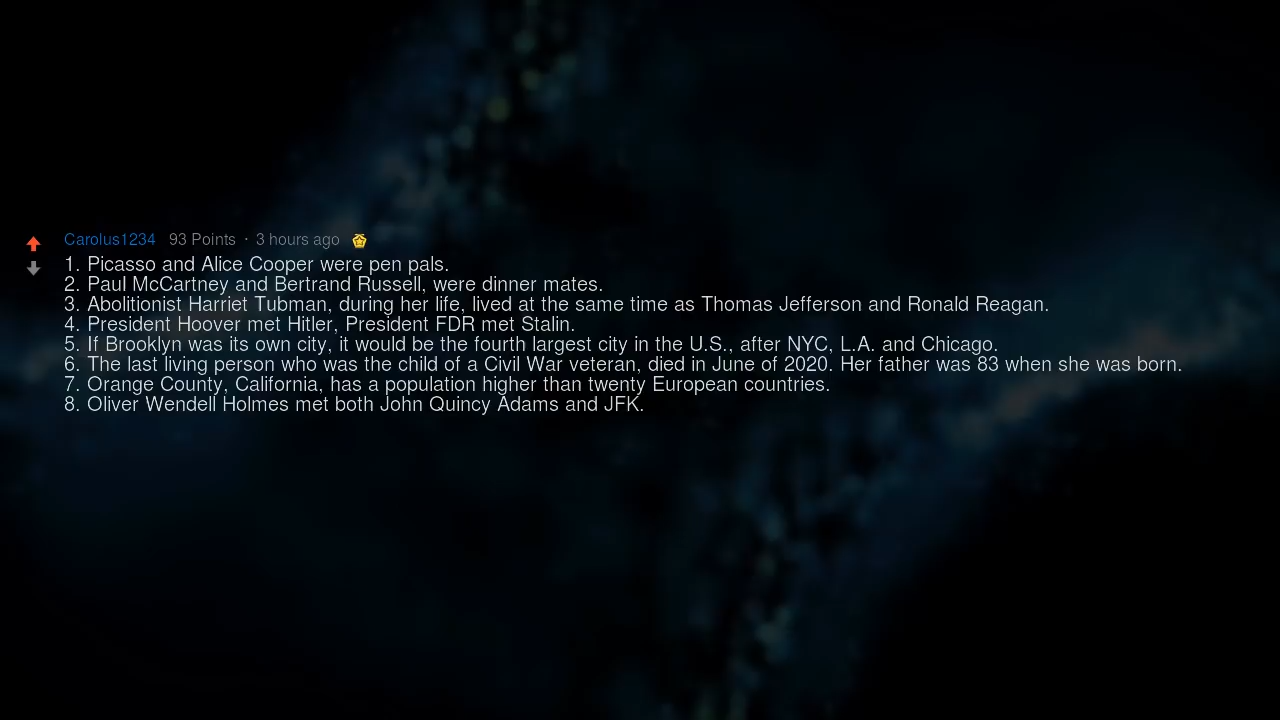 Carolus1234 93 Points · 3 hours ago
1. Picasso and Alice Cooper were pen pals.
2. Paul McCartney and Bertrand Russell, were dinner mates.
3. Abolitionist Harriet Tubman, during her life, lived at the same time as Thomas Jefferson and Ronald Reagan.
4. President Hoover met Hitler, President FDR met Stalin.
5. If Brooklyn was its own city, it would be the fourth largest city in the U.S., after NYC, L.A. and Chicago.
6. The last living person who was the child of a Civil War veteran, died in June of 2020. Her father was 83 when she was born.
7. Orange County, California, has a population higher than twenty European countries.
8. Oliver Wendell Holmes met both John Quincy Adams and JFK.